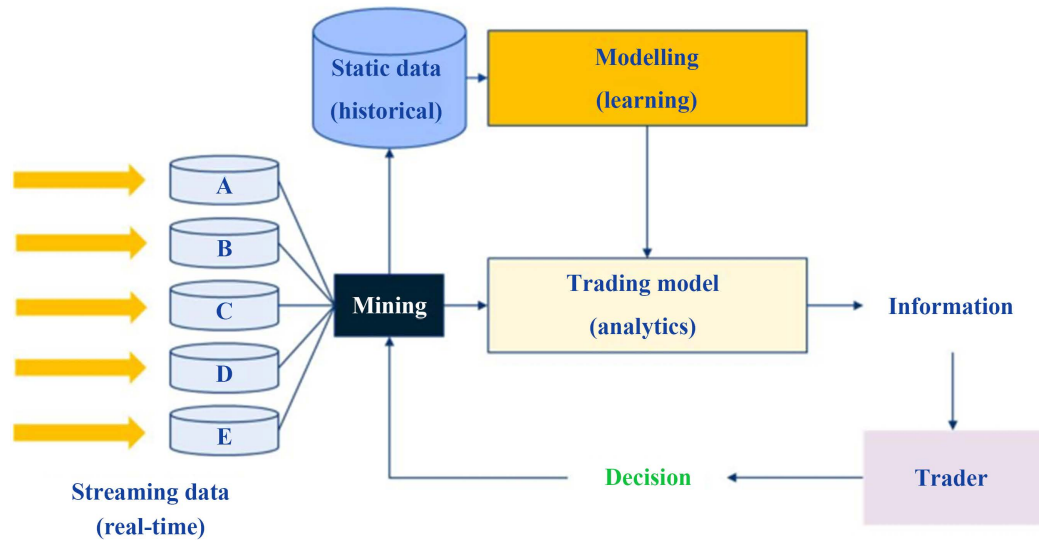 Static data
(historical)
Modelling
(learning)
A
B
C
D
E
Streaming data
(real-time)
Mining
Trading model
(analytics)
Information
Decision
Trader